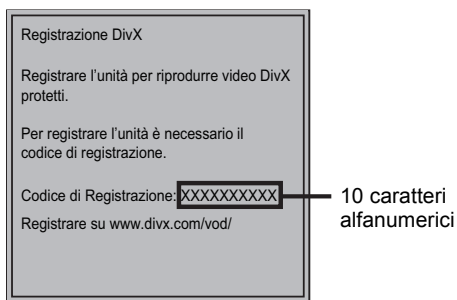 Registrazione DivX
Registrare l'unità per riprodurre video DivX
protetti.
Per registrare l'unità è necessario il
codice di registrazione.
Codice di Registrazione: XXXXXXXXXX
Registrare su www.divx.com/vod/
10 caratteri
alfanumerici